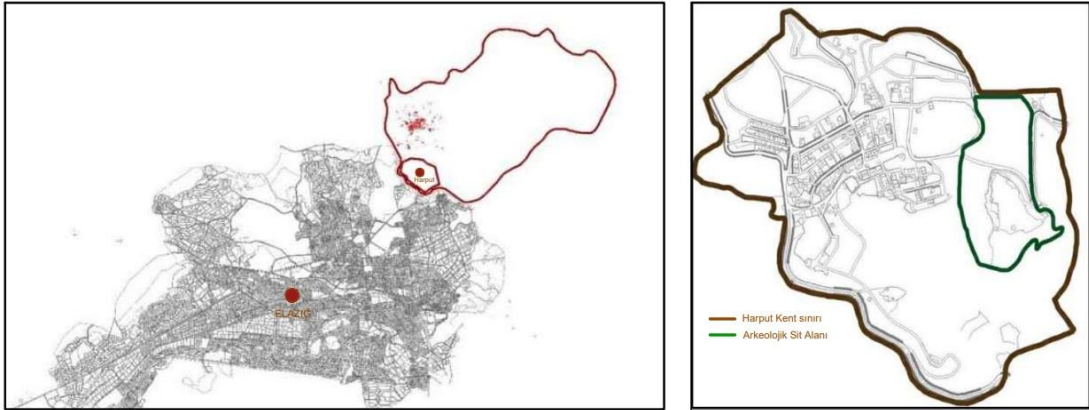 Harput
ELAZIĞ
Harput Kent sınırı
Arkeolojik Sit Alanı